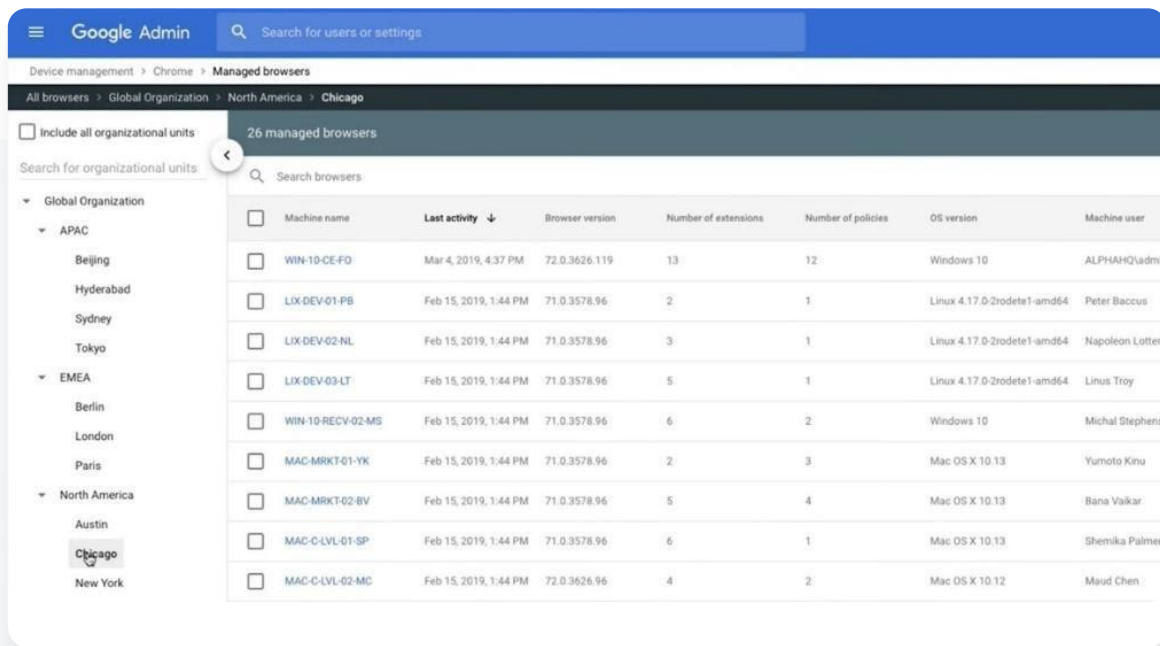 Google Admin Search for users or settings
Device management > Chrome > Managed browsers
All browsers > Global Organization > North America > Chicago
Include all organizational units
Search for organizational units
Global Organization
APAC
Beijing
Hyderabad
Sydney
Tokyo
EMEA
Berlin
London
Paris
North America
Austin
Chicago
New York
26 managed browsers
Search browsers
Machine name Last activity Browser version Number of extensions Number of policies OS version Machine user
WIN-10-CE-FO Mar 4, 2019, 4:37 PM 72.0.3626.119 13 12 Windows 10 ALPHAHQ\admi
LIX-DEV-01-PB Feb 15, 2019, 1:44 PM 71.0.3578.96 2 1 Linux 4.17.0-2rodete1-amd64 Peter Baccus
LIX-DEV-02-NL Feb 15, 2019, 1:44 PM 71.0.3578.96 3 1 Linux 4.17.0-2rodete1-amd64 Napoleon Lotter
LIX-DEV-03-LT Feb 15, 2019, 1:44 PM 71.0.3578.96 5 1 Linux 4.17.0-2rodete1-amd64 Linus Troy
WIN-10-RECV-02-MS Feb 15, 2019, 1:44 PM 71.0.3578.96 6 2 Windows 10 Michal Stephens
MAC-MRKT-01-YK Feb 15, 2019, 1:44 PM 71.0.3578.96 2 3 Mac OS X 10.13 Yumoto Kinu
MAC-MRKT-02-BV Feb 15, 2019, 1:44 PM 71.0.3578.96 5 4 Mac OS X 10.13 Bana Vaikar
MAC-C-LVL-01-SP Feb 15, 2019, 1:44 PM 71.0.3578.96 6 1 Mac OS X 10.13 Shemika Palmer
MAC-C-LVL-02-MC Feb 15, 2019, 1:44 PM 72.0.3626.96 4 2 Mac OS X 10.12 Maud Chen